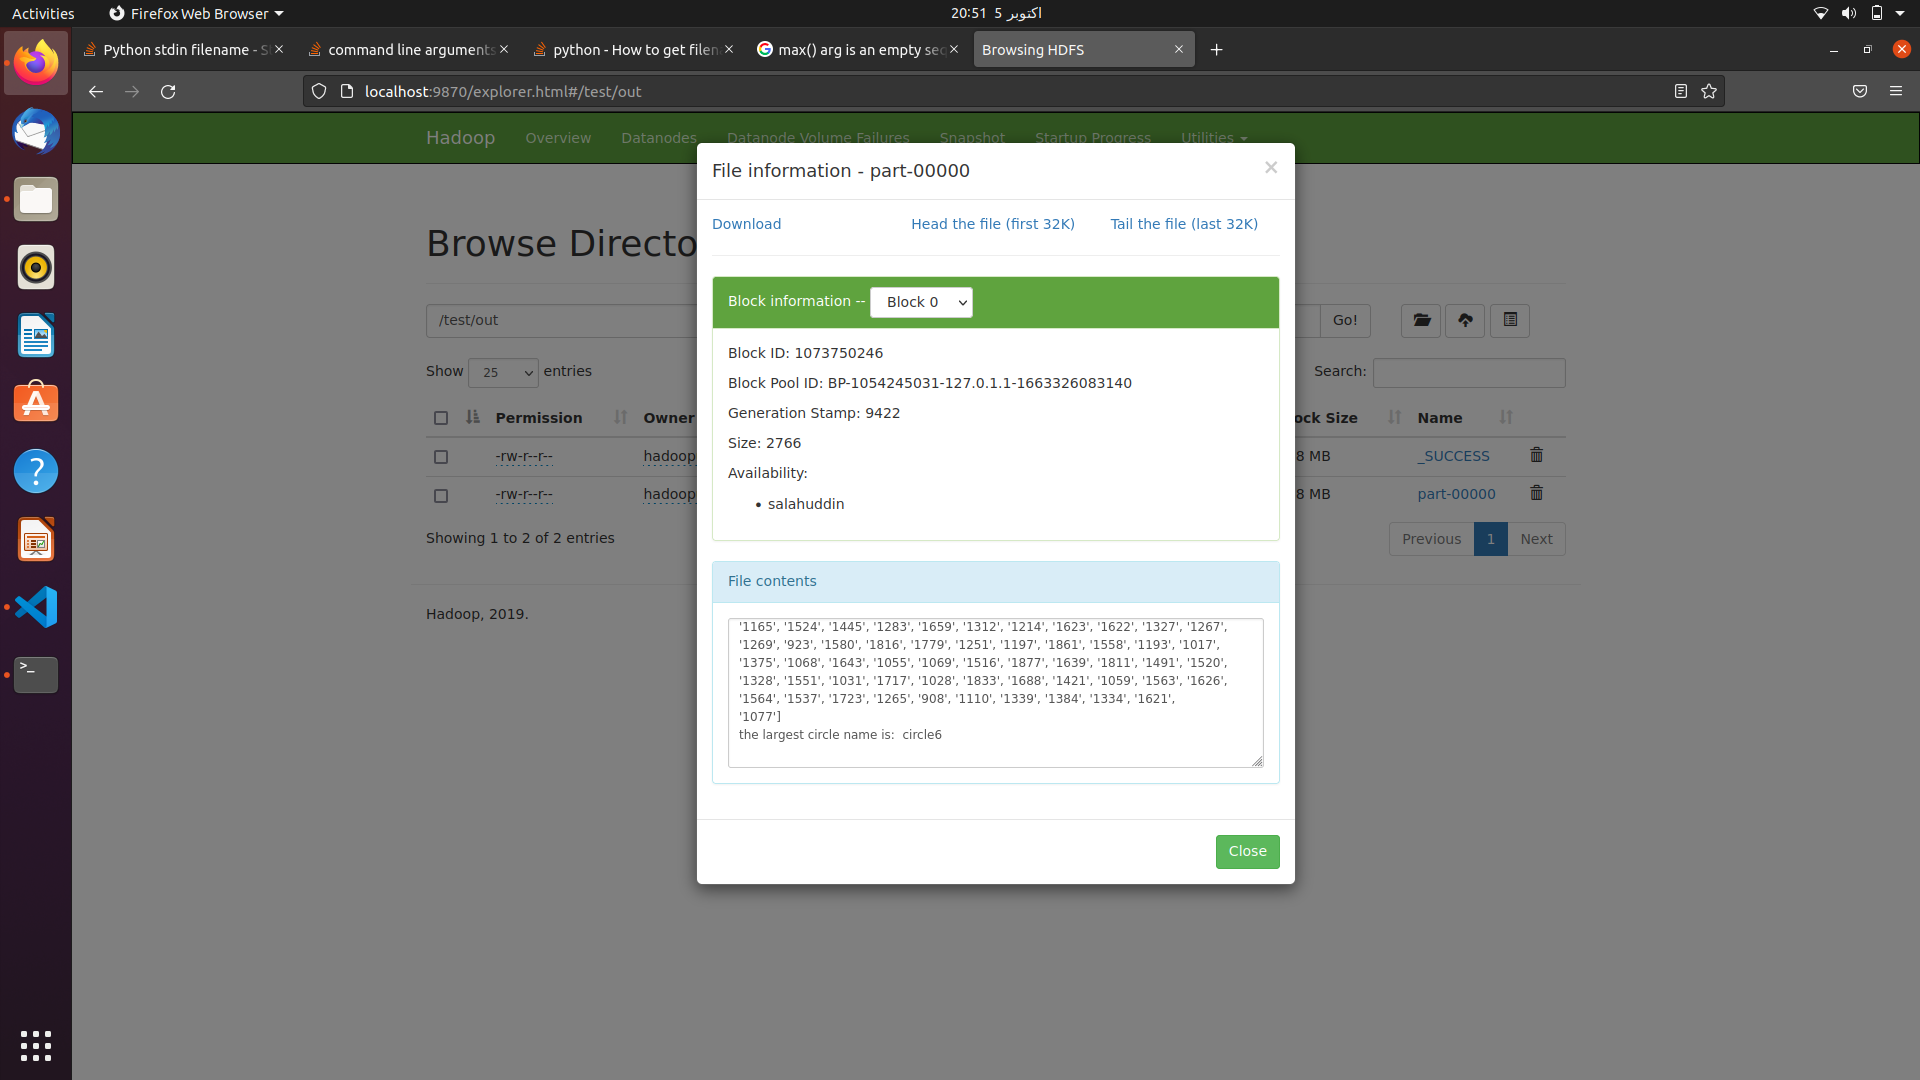 Activities
Firefox Web Browser
20:51 5 اکتوبر
Python stdin filename - S
command line arguments
python - How to get filen
max() arg is an empty seq
Browsing HDFS
localhost:9870/explorer.html#/test/out
Hadoop Overview Datanodes Datanode Volume Failures Snapshot Startup Progress Utilities
File information - part-00000
×
Download Head the file (first 32K) Tail the file (last 32K)
Browse Directo
Block information -- Block 0
/test/out
Go!
Block ID: 1073750246
Show 25 entries
Search:
Block Pool ID: BP-1054245031-127.0.1.1-1663326083140
Generation Stamp: 9422
Permission Owner
ock Size Name
Size: 2766
-rw-r--r-- hadoop
8 MB _SUCCESS
Availability:
-rw-r--r-- hadoop
8 MB part-00000
• salahuddin
Showing 1 to 2 of 2 entries
Previous 1 Next
File contents
Hadoop, 2019.
'1165', '1524', '1445', '1283', '1659', '1312', '1214', '1623', '1622', '1327', '1267',
'1269', '923', '1580', '1816', '1779', '1251', '1197', '1861', '1558', '1193', '1017',
'1375', '1068', '1643', '1055', '1069', '1516', '1877', '1639', '1811', '1491', '1520',
'1328', '1551', '1031', '1717', '1028', '1833', '1688', '1421', '1059', '1563', '1626',
'1564', '1537', '1723', '1265', '908', '1110', '1339', '1384', '1334', '1621',
'1077']
the largest circle name is:  circle6
Close